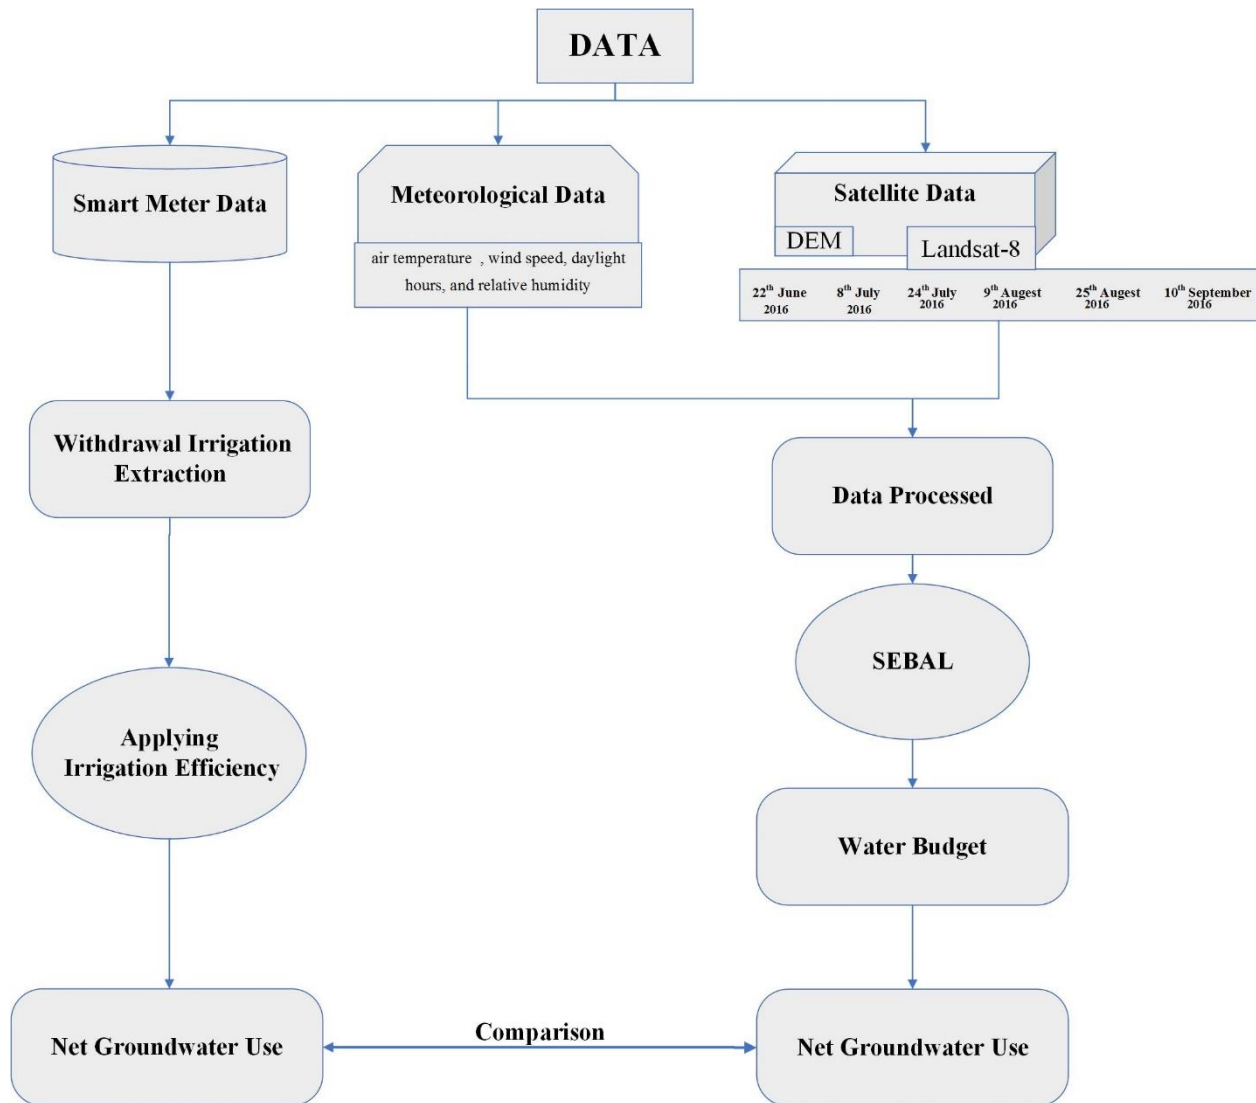 DATA
Smart Meter Data
Meteorological Data
air temperature , wind speed, daylight
hours, and relative humidity
Satellite Data
DEM
Landsat-8
22th June
2016
8th July
2016
24th July
2016
9th Augest
2016
25th Augest
2016
10th September
2016
Withdrawal Irrigation
Extraction
Data Processed
SEBAL
Applying
Irrigation Efficiency
Water Budget
Net Groundwater Use
Comparison
Net Groundwater Use